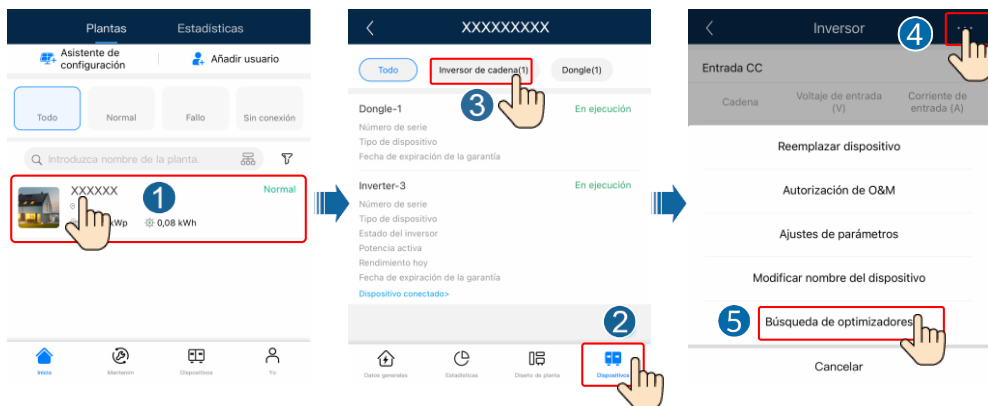 Plantas
Estadísticas
Asistente de
configuración
Añadir usuario
Todo
Normal
Fallo
Sin conexión
Introduzca nombre de la planta.
XXXXXX
Normal
1
kWp
0,08 kWh
Inicio
Mantenim
Dispositivos
Yo
XXXXXXXXX
Todo
Inversor de cadena(1)
Dongle(1)
3
Dongle-1
En ejecución
Número de serie
Tipo de dispositivo
Fecha de expiración de la garantía
Inverter-3
En ejecución
Número de serie
Tipo de dispositivo
Estado del inversor
Potencia activa
Rendimiento hoy
Fecha de expiración de la garantía
Dispositivo conectado>
2
Datos generales
Estadísticas
Diseño de planta
Dispositivos
Inversor
4
...
Entrada CC
Cadena
Voltaje de entrada
(V)
Corriente de
entrada (A)
Reemplazar dispositivo
Autorización de O&M
Ajustes de parámetros
Modificar nombre del dispositivo
5
Búsqueda de optimizadores
Cancelar